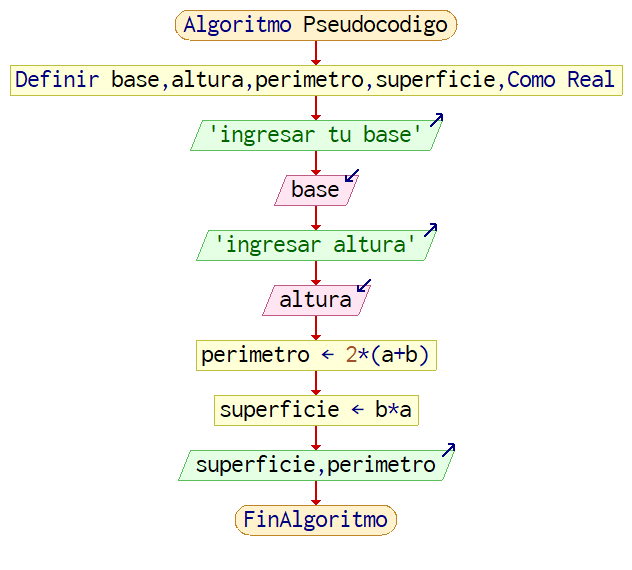 Algoritmo Pseudocodigo
Definir base,altura,perimetro,superficie,Como Real
'ingresar tu base'
base
'ingresar altura'
altura
perimetro ← 2*(a+b)
superficie ← b*a
superficie,perimetro
FinAlgoritmo